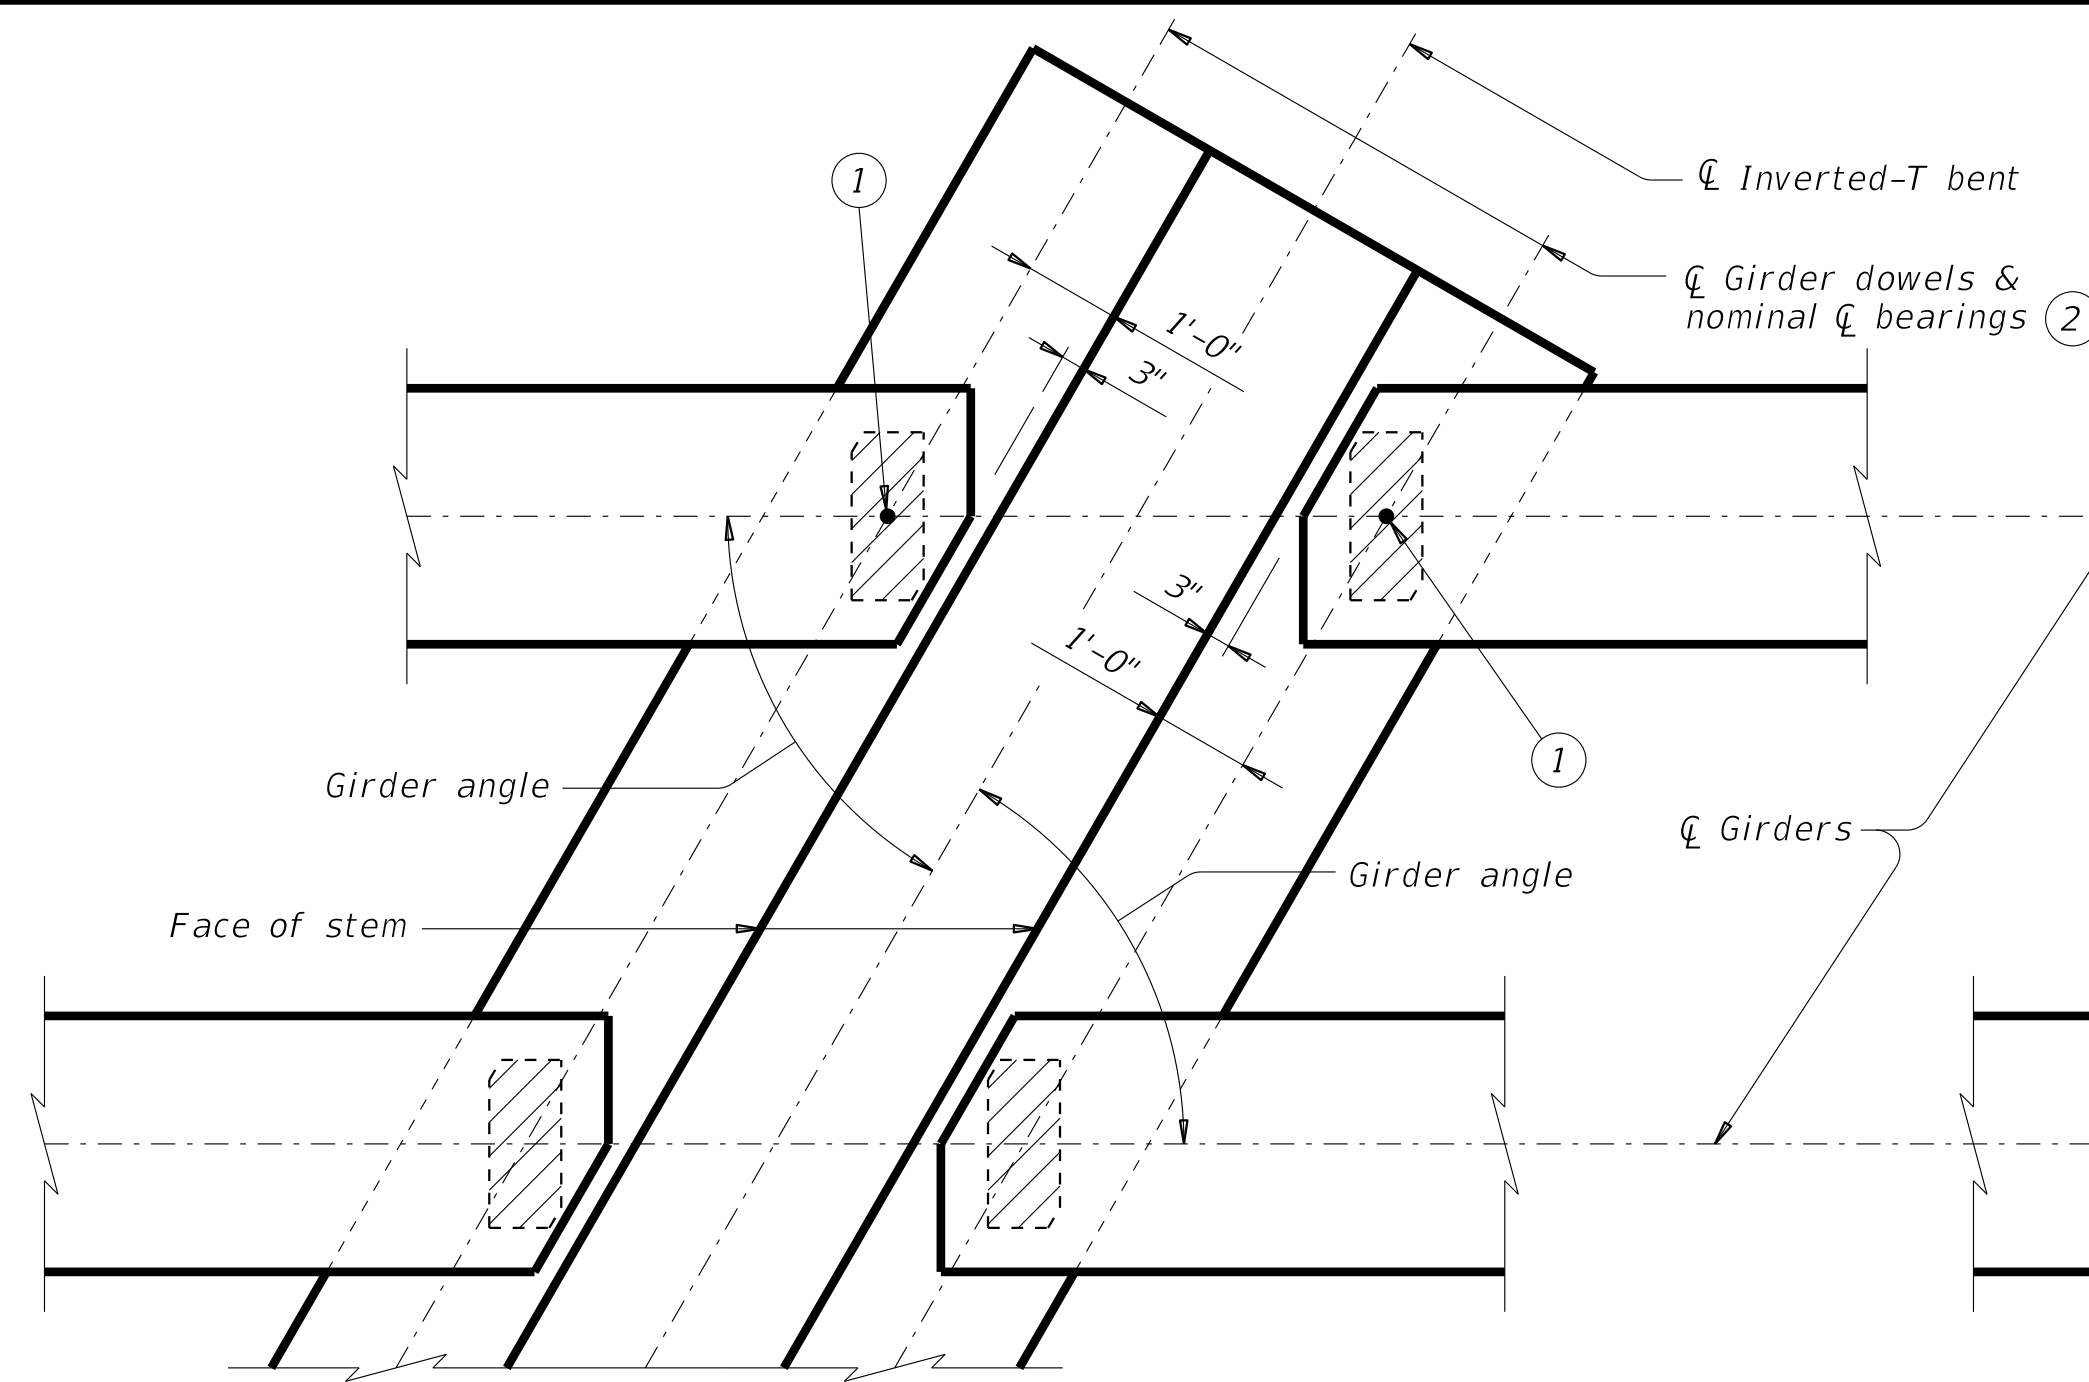 1
℄ Inverted-T bent
℄ Girder dowels &
nominal ℄ bearings 2
1'-0"
3"
3"
1'-0"
1
Girder angle
℄ Girders
Girder angle
Face of stem